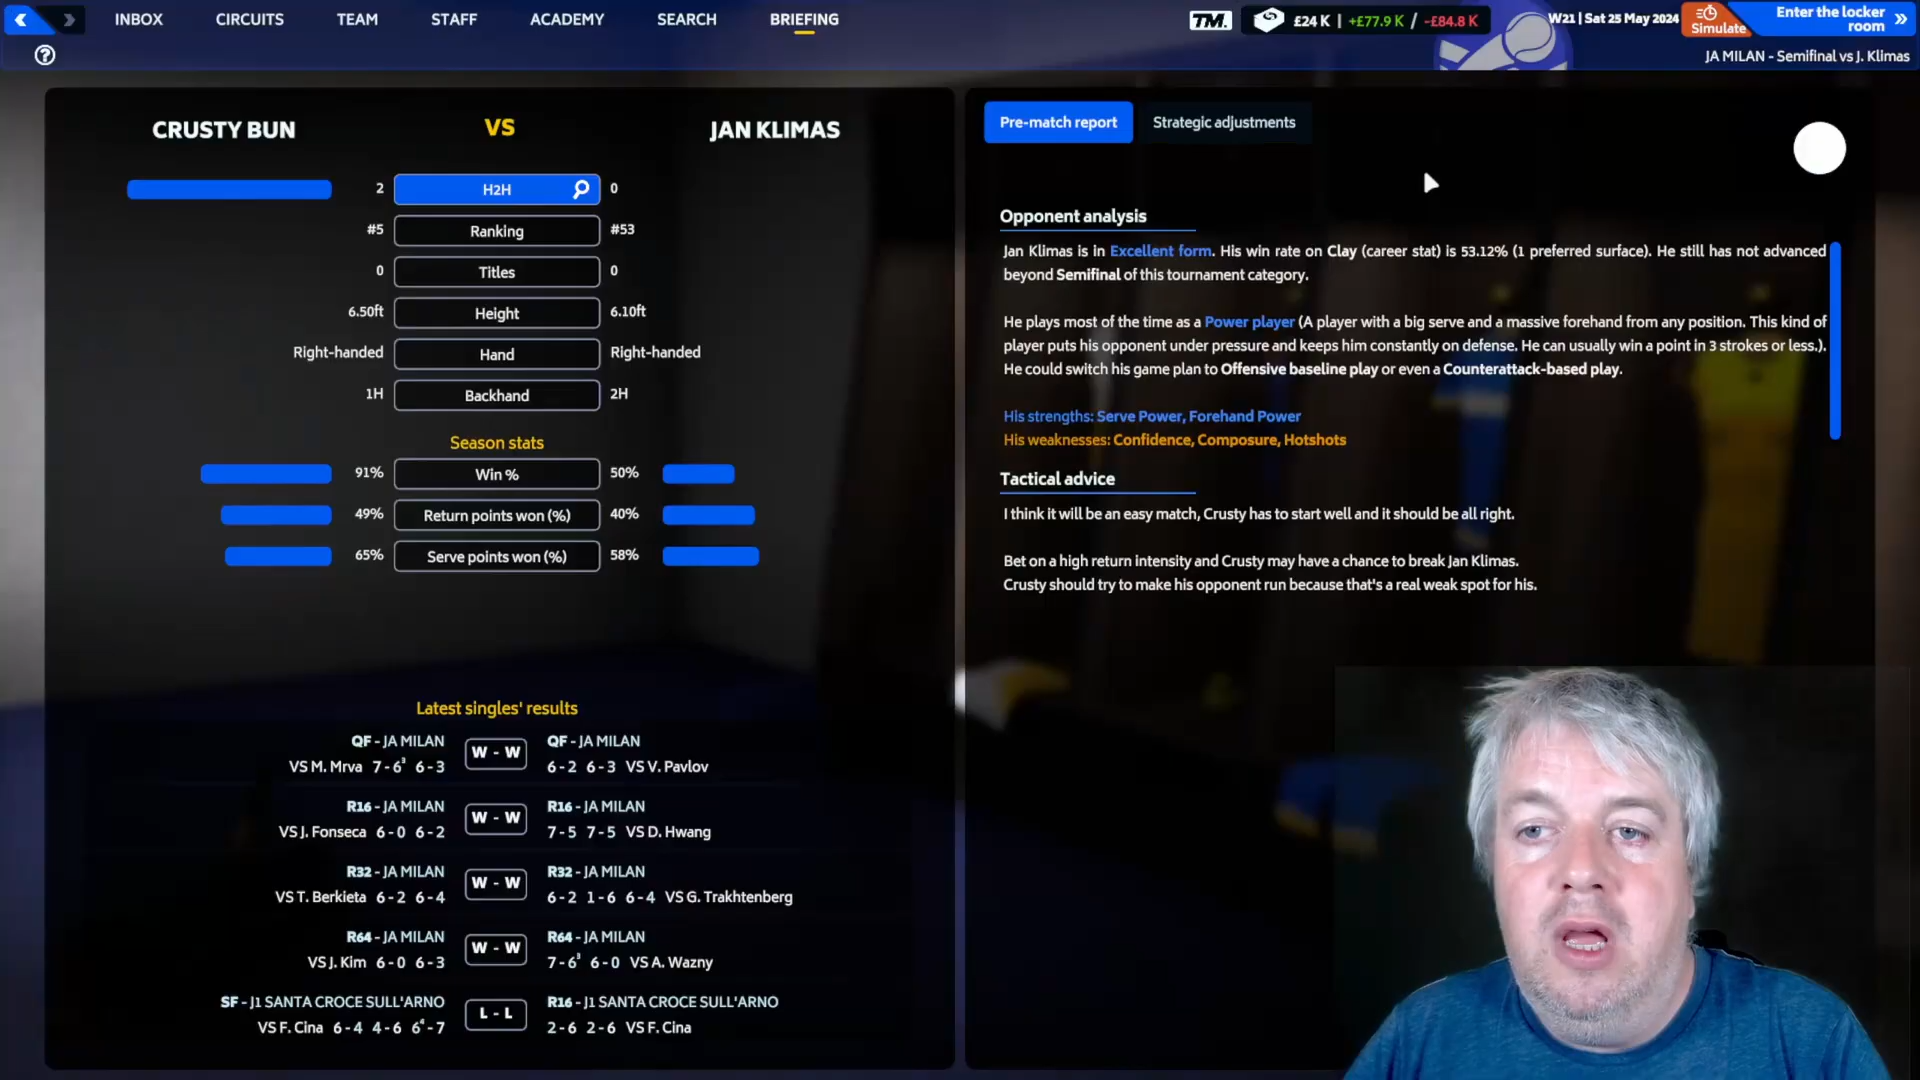 INBOX CIRCUITS TEAM STAFF ACADEMY SEARCH BRIEFING
TM. £24 K | +£77.9 K / -£84.8 K
W21 | Sat 25 May 2024
Simulate
Enter the locker room
JA MILAN - Semifinal vs J. Klimas
CRUSTY BUN VS JAN KLIMAS
2 H2H 0
#5 Ranking #53
0 Titles 0
6.50ft Height 6.10ft
Right-handed Hand Right-handed
1H Backhand 2H
Season stats
91% Win % 50%
49% Return points won (%) 40%
65% Serve points won (%) 58%
Latest singles' results
QF - JA MILAN W - W QF - JA MILAN
VS M. Mrva 7 - 6³ 6 - 3 6 - 2 6 - 3 VS V. Pavlov
R16 - JA MILAN W - W R16 - JA MILAN
VS J. Fonseca 6 - 0 6 - 2 7 - 5 7 - 5 VS D. Hwang
R32 - JA MILAN W - W R32 - JA MILAN
VS T. Berkieta 6 - 2 6 - 4 6 - 2 1 - 6 6 - 4 VS G. Trakhtenberg
R64 - JA MILAN W - W R64 - JA MILAN
VS J. Kim 6 - 0 6 - 3 7 - 6³ 6 - 0 VS A. Wazny
SF - J1 SANTA CROCE SULL'ARNO L - L R16 - J1 SANTA CROCE SULL'ARNO
VS F. Cina 6 - 4 4 - 6 6⁴ - 7 2 - 6 2 - 6 VS F. Cina
Pre-match report Strategic adjustments
Opponent analysis
Jan Klimas is in Excellent form. His win rate on Clay (career stat) is 53.12% (1 preferred surface). He still has not advanced
beyond Semifinal of this tournament category.
He plays most of the time as a Power player (A player with a big serve and a massive forehand from any position. This kind of
player puts his opponent under pressure and keeps him constantly on defense. He can usually win a point in 3 strokes or less.).
He could switch his game plan to Offensive baseline play or even a Counterattack-based play.
His strengths: Serve Power, Forehand Power
His weaknesses: Confidence, Composure, Hotshots
Tactical advice
I think it will be an easy match, Crusty has to start well and it should be all right.
Bet on a high return intensity and Crusty may have a chance to break Jan Klimas.
Crusty should try to make his opponent run because that's a real weak spot for his.